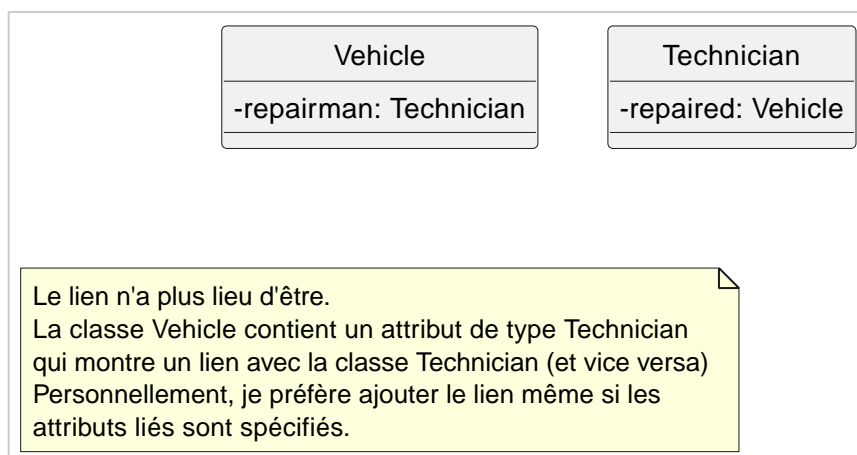 Vehicle
-repairman: Technician
Technician
-repaired: Vehicle
Le lien n'a plus lieu d'être.
La classe Vehicle contient un attribut de type Technician
qui montre un lien avec la classe Technician (et vice versa)
Personnellement, je préfère ajouter le lien même si les
attributs liés sont spécifiés.